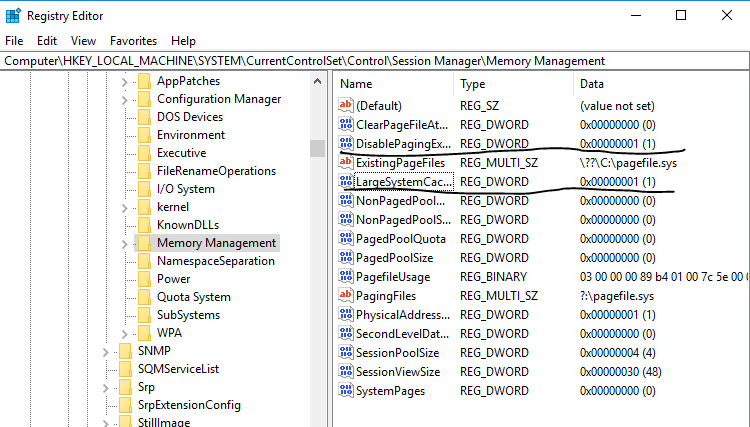 Registry Editor
File Edit View Favorites Help
Computer\HKEY_LOCAL_MACHINE\SYSTEM\CurrentControlSet\Control\Session Manager\Memory Management
AppPatches
Configuration Manager
DOS Devices
Environment
Executive
FileRenameOperations
I/O System
kernel
KnownDLLs
Memory Management
NamespaceSeparation
Power
Quota System
SubSystems
WPA
SNMP
SQMServiceList
Srp
SrpExtensionConfig
StillImage
Name Type Data
(Default) REG_SZ (value not set)
ClearPageFileAt... REG_DWORD 0x00000000 (0)
DisablePagingEx... REG_DWORD 0x00000001 (1)
ExistingPageFiles REG_MULTI_SZ \??\C:\pagefile.sys
LargeSystemCac... REG_DWORD 0x00000001 (1)
NonPagedPool... REG_DWORD 0x00000000 (0)
NonPagedPoolS... REG_DWORD 0x00000000 (0)
PagedPoolQuota REG_DWORD 0x00000000 (0)
PagedPoolSize REG_DWORD 0x00000000 (0)
PagefileUsage REG_BINARY 03 00 00 00 89 b4 01 00 7c 5e 00 0
PagingFiles REG_MULTI_SZ ?:\pagefile.sys
PhysicalAddress... REG_DWORD 0x00000001 (1)
SecondLevelDat... REG_DWORD 0x00000000 (0)
SessionPoolSize REG_DWORD 0x00000004 (4)
SessionViewSize REG_DWORD 0x00000030 (48)
SystemPages REG_DWORD 0x00000000 (0)